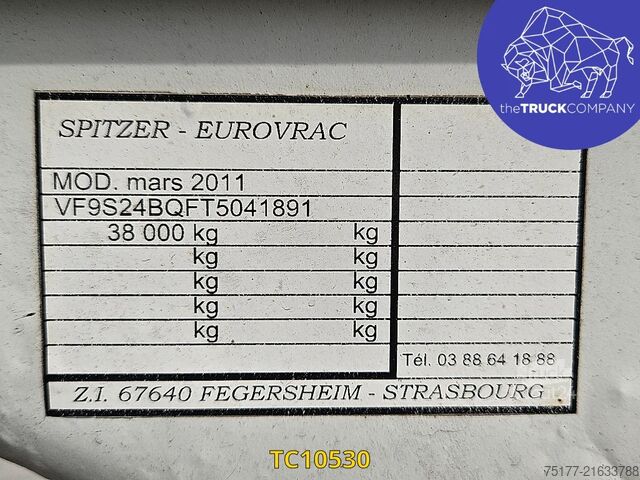 theTRUCKCOMPANY
SPITZER - EUROVRAC
MOD. mars 2011
VF9S24BQFT5041891
38 000 kg kg
kg kg
kg kg
kg kg
kg kg
Tél. 03 88 64 18 88
Z.I. 67640 FEGERSHEIM - STRASBOURG
TC10530
75177-21633788